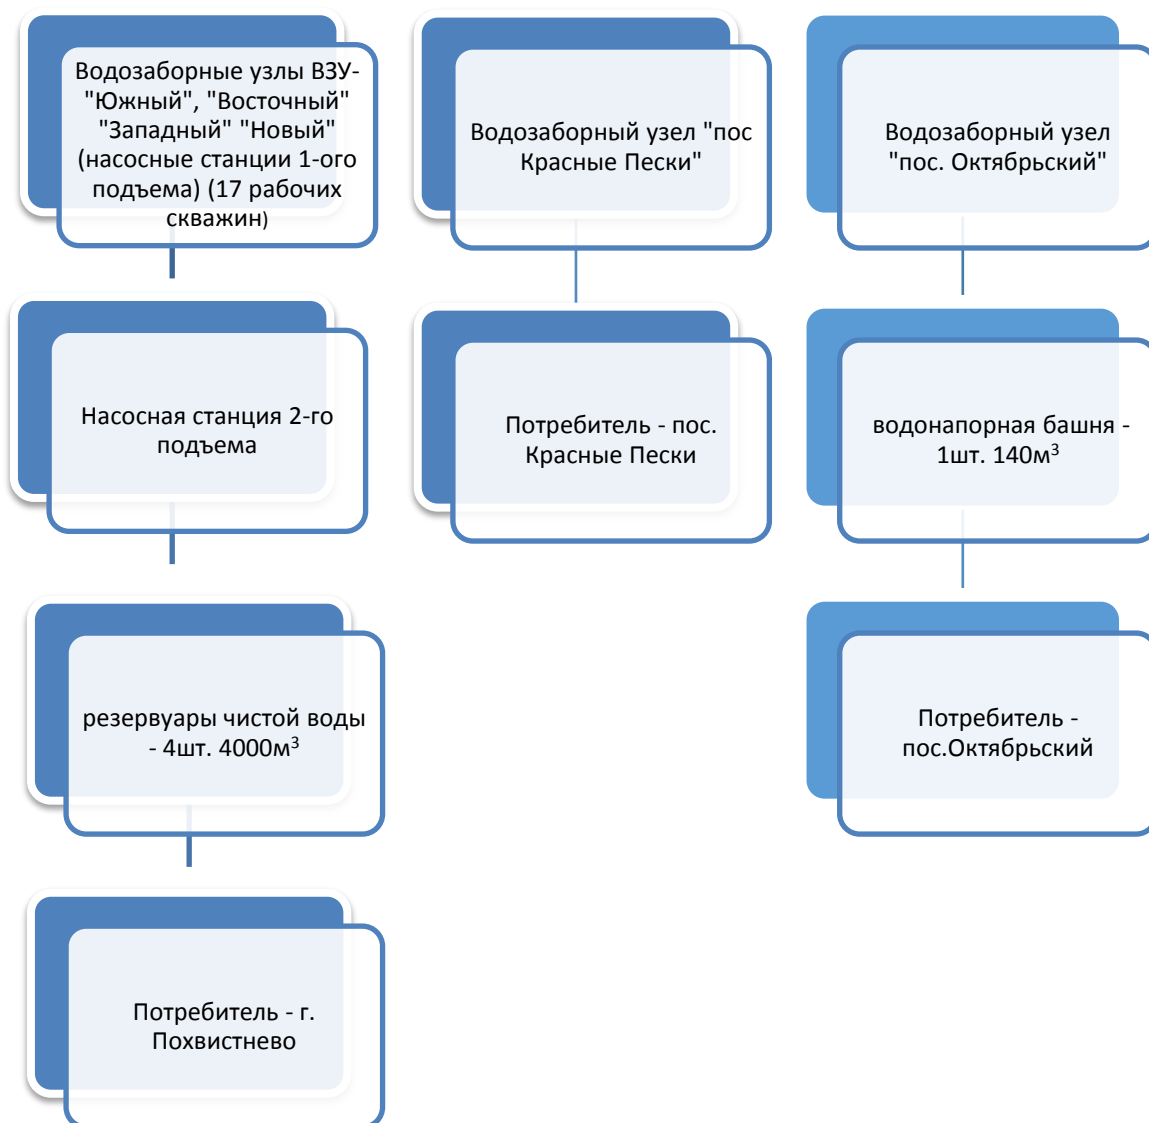 Водозаборные узлы ВЗУ-
"Южный", "Восточный"
"Западный" "Новый"
(насосные станции 1-ого
подъема) (17 рабочих
скважин)
Насосная станция 2-го
подъема
резервуары чистой воды
- 4шт. 4000м³
Потребитель - г.
Похвистнево
Водозаборный узел "пос
Красные Пески"
Потребитель - пос.
Красные Пески
Водозаборный узел
"пос. Октябрьский"
водонапорная башня -
1шт. 140м³
Потребитель -
пос.Октябрьский